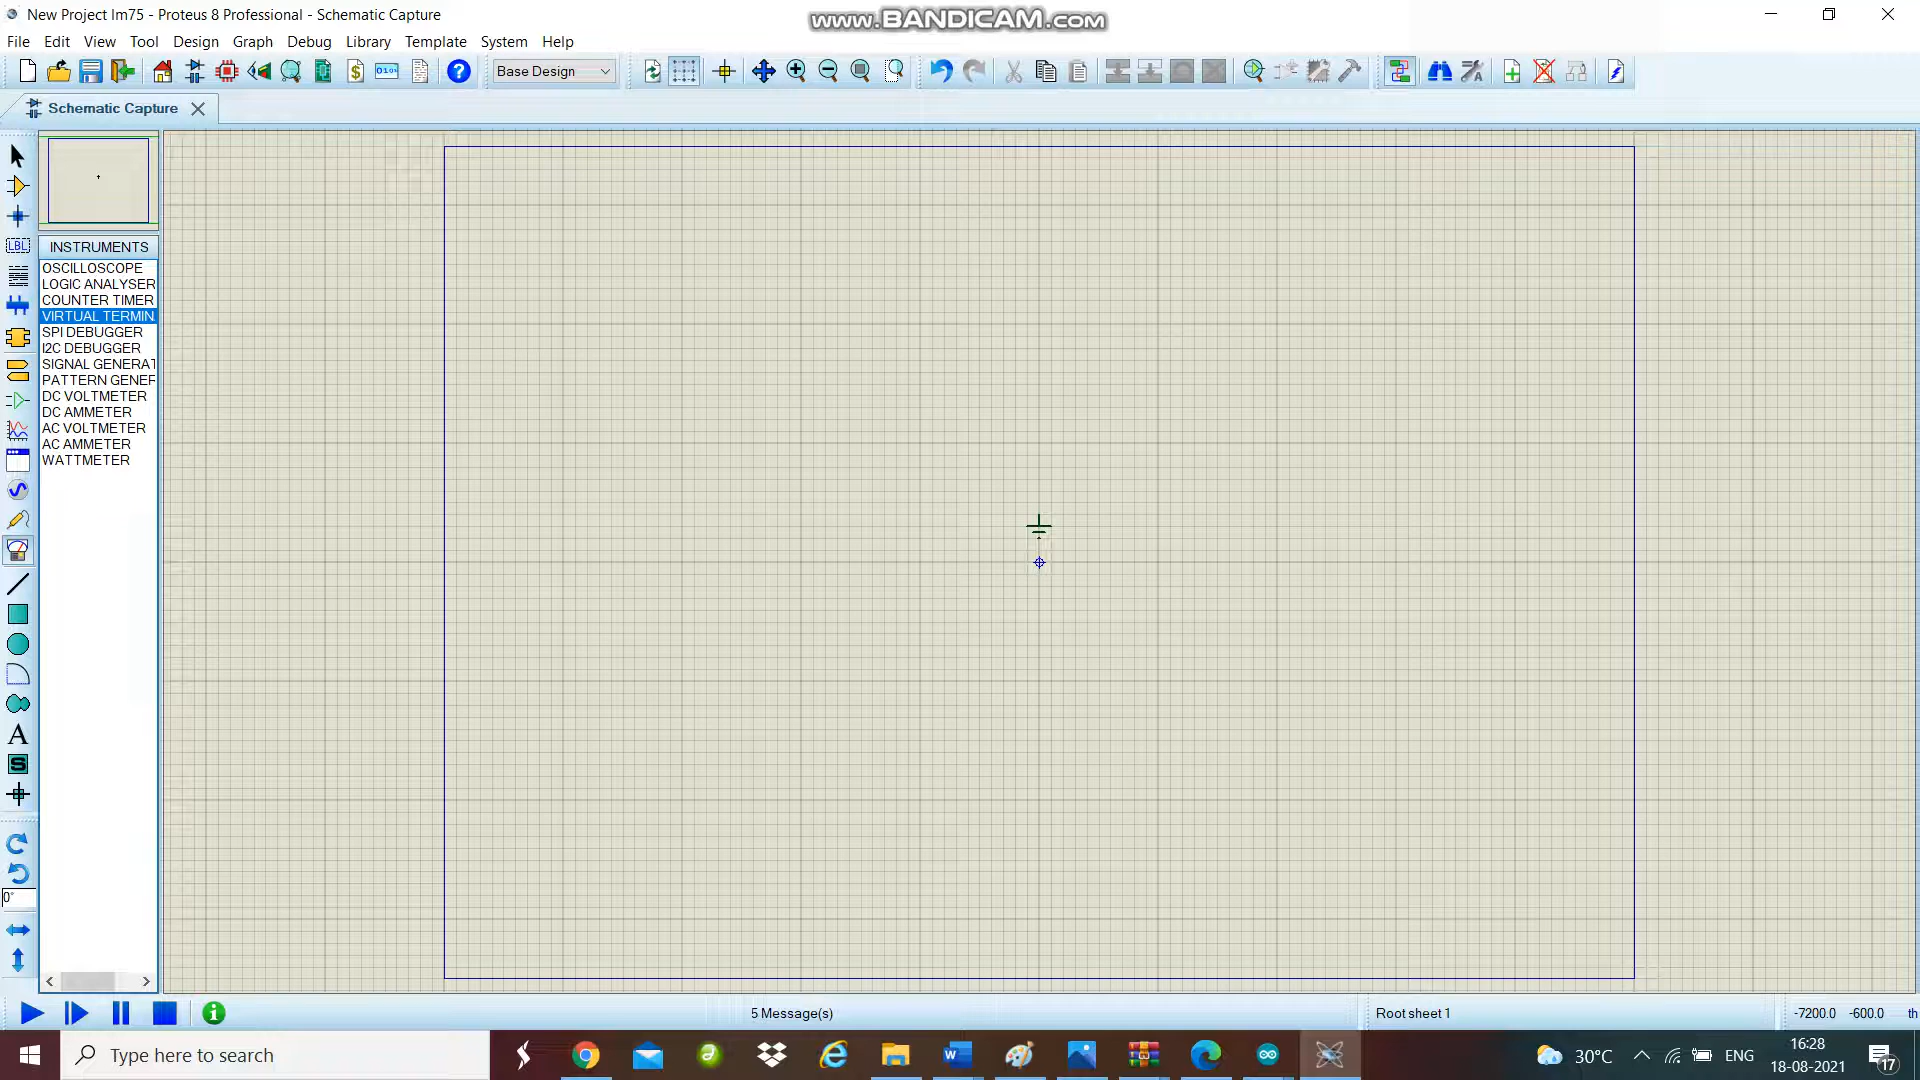 New Project lm75 - Proteus 8 Professional - Schematic Capture
www.BANDICAM.com
File Edit View Tool Design Graph Debug Library Template System Help
Base Design
Schematic Capture
INSTRUMENTS
OSCILLOSCOPE
LOGIC ANALYSER
COUNTER TIMER
VIRTUAL TERMIN
SPI DEBUGGER
I2C DEBUGGER
SIGNAL GENERAT
PATTERN GENER
DC VOLTMETER
DC AMMETER
AC VOLTMETER
AC AMMETER
WATTMETER
LBL
A
S
0°
5 Message(s)
Root sheet 1
-7200.0 -600.0 th
Type here to search
30°C
ENG
16:28
18-08-2021
17